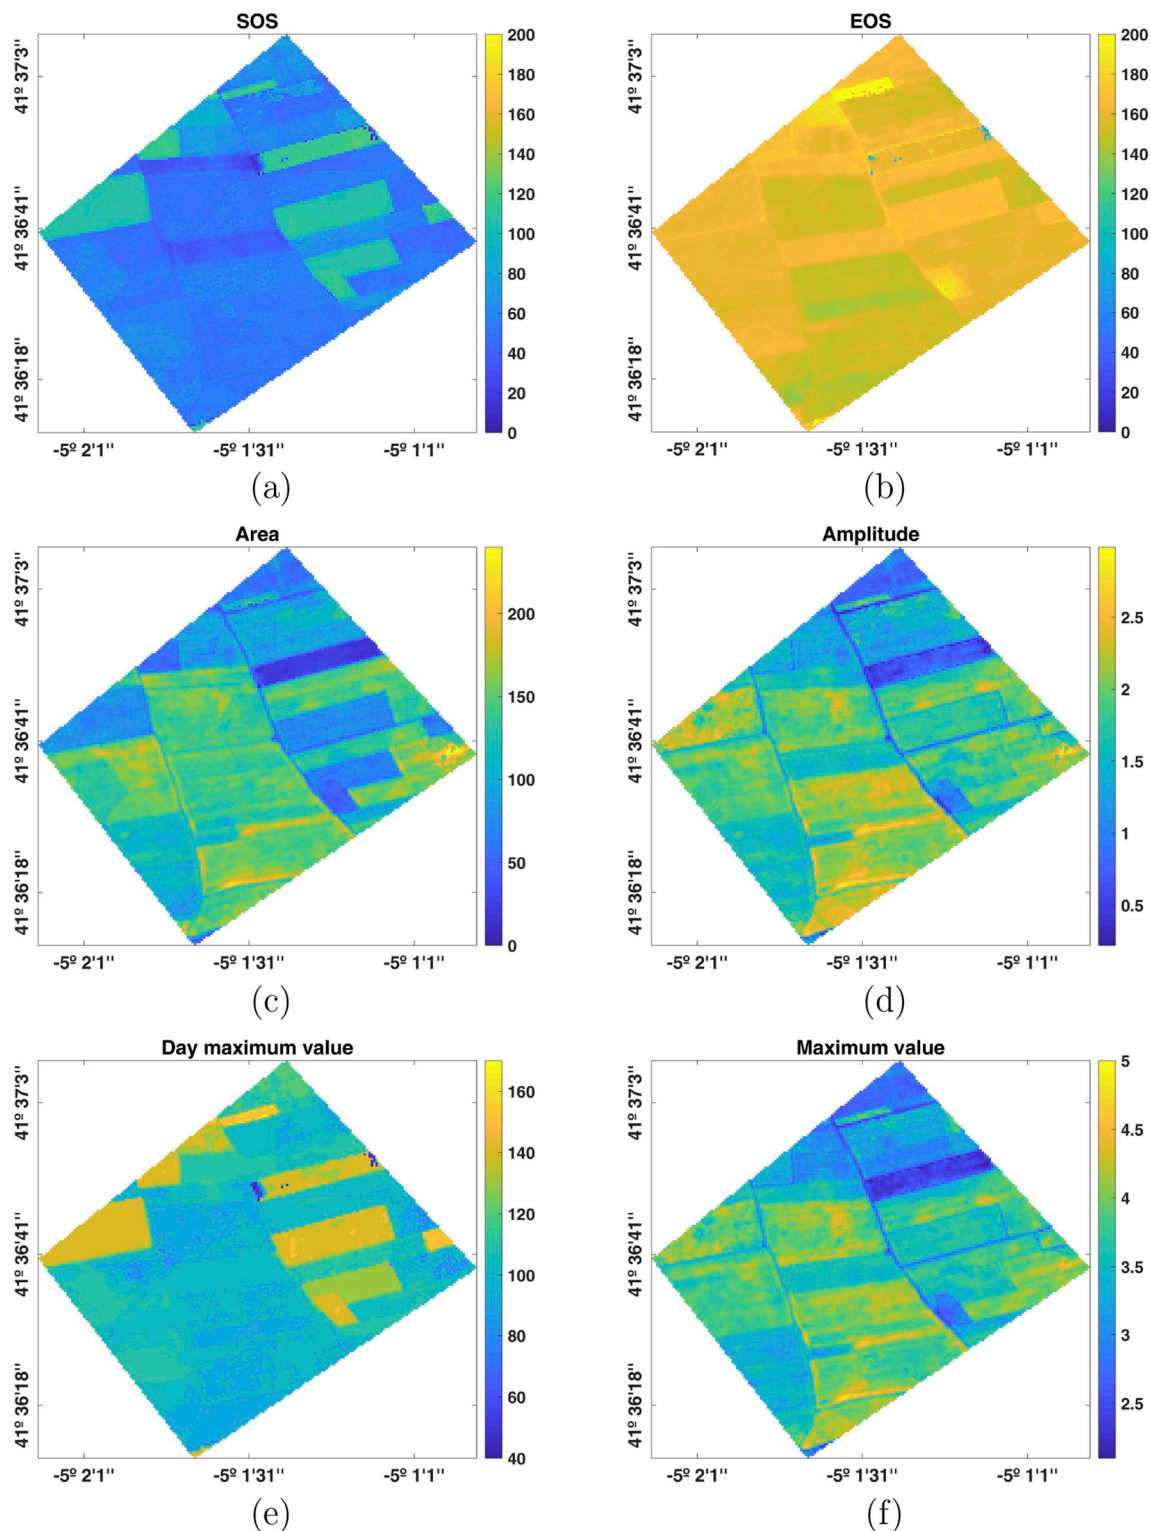 SOS
EOS
41º 37'3''
41º 36'41''
41º 36'18''
200
180
160
140
120
100
80
60
40
20
0
-5º 2'1''
-5º 1'31''
-5º 1'1''
41º 37'3''
41º 36'41''
41º 36'18''
200
180
160
140
120
100
80
60
40
20
0
-5º 2'1''
-5º 1'31''
-5º 1'1''
(a)
(b)
Area
Amplitude
41º 37'3''
41º 36'41''
41º 36'18''
200
150
100
50
0
-5º 2'1''
-5º 1'31''
-5º 1'1''
41º 37'3''
41º 36'41''
41º 36'18''
2.5
2
1.5
1
0.5
-5º 2'1''
-5º 1'31''
-5º 1'1''
(c)
(d)
Day maximum value
Maximum value
41º 37'3''
41º 36'41''
41º 36'18''
160
140
120
100
80
60
40
-5º 2'1''
-5º 1'31''
-5º 1'1''
41º 37'3''
41º 36'41''
41º 36'18''
5
4.5
4
3.5
3
2.5
-5º 2'1''
-5º 1'31''
-5º 1'1''
(e)
(f)